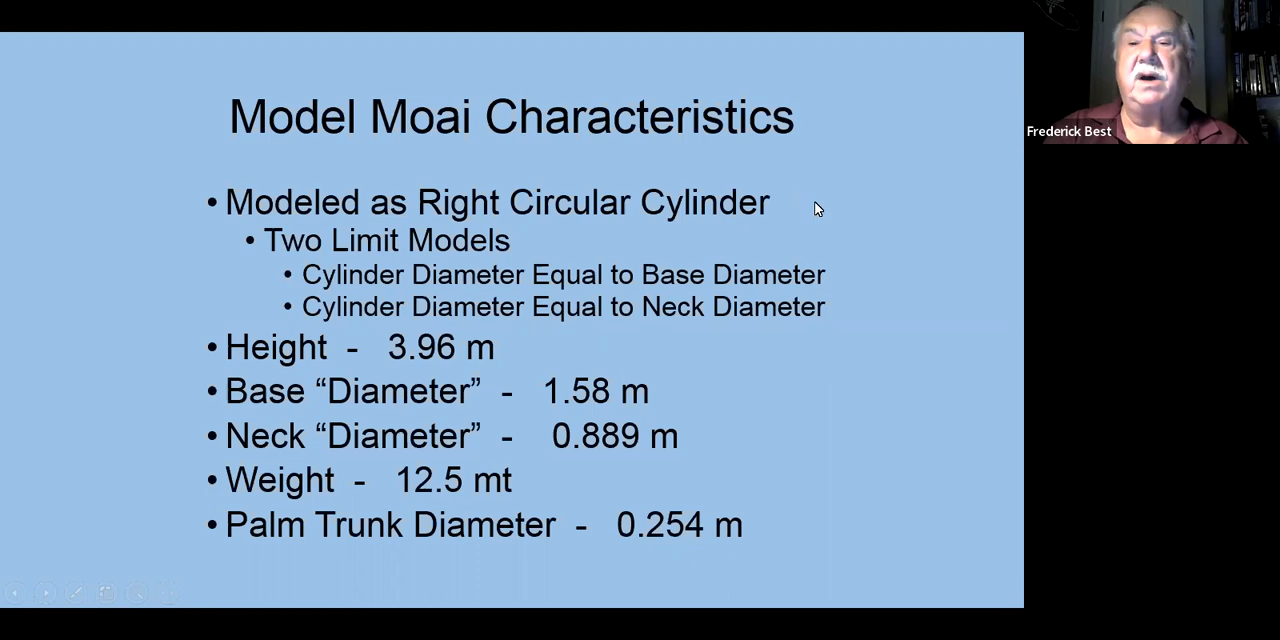 Model Moai Characteristics
• Modeled as Right Circular Cylinder
• Two Limit Models
• Cylinder Diameter Equal to Base Diameter
• Cylinder Diameter Equal to Neck Diameter
• Height - 3.96 m
• Base “Diameter” - 1.58 m
• Neck “Diameter” - 0.889 m
• Weight - 12.5 mt
• Palm Trunk Diameter - 0.254 m
Frederick Best